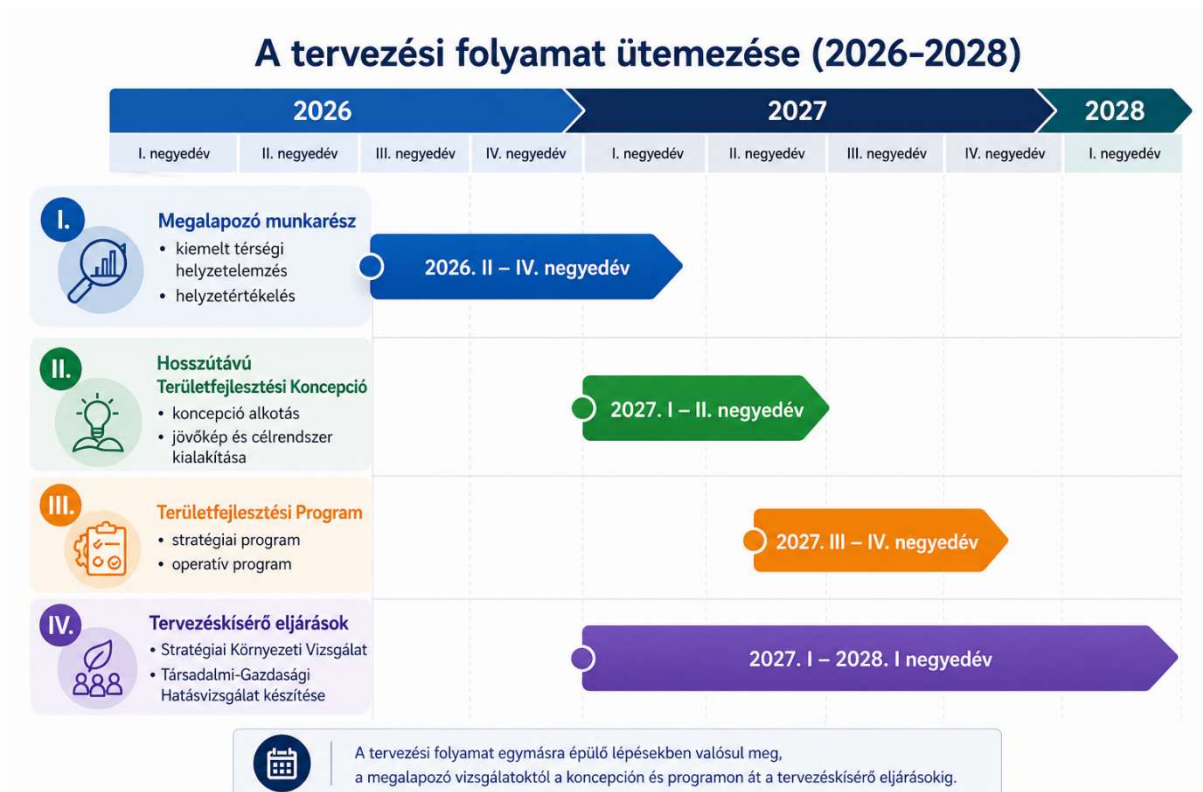 A tervezési folyamat ütemezése (2026–2028)
2026 2027 2028
I. negyedév II. negyedév III. negyedév IV. negyedév I. negyedév II. negyedév III. negyedév IV. negyedév I. negyedév
I.
Megalapozó munkarész
• kiemelt térségi
helyzetelemzés
• helyzetértékelés
2026. II – IV. negyedév
II.
Hosszútávú
Területfejlesztési Koncepció
• koncepció alkotás
• jövőkép és célrendszer
kialakítása
2027. I – II. negyedév
III.
Területfejlesztési Program
• stratégiai program
• operatív program
2027. III – IV. negyedév
IV.
Tervezéskísérő eljárások
• Stratégiai Környezeti Vizsgálat
• Társadalmi-Gazdasági
Hatásvizsgálat készítése
2027. I – 2028. I negyedév
A tervezési folyamat egymásra épülő lépésekben valósul meg,
a megalapozó vizsgálatoktól a koncepción és programon át a tervezéskísérő eljárásokig.